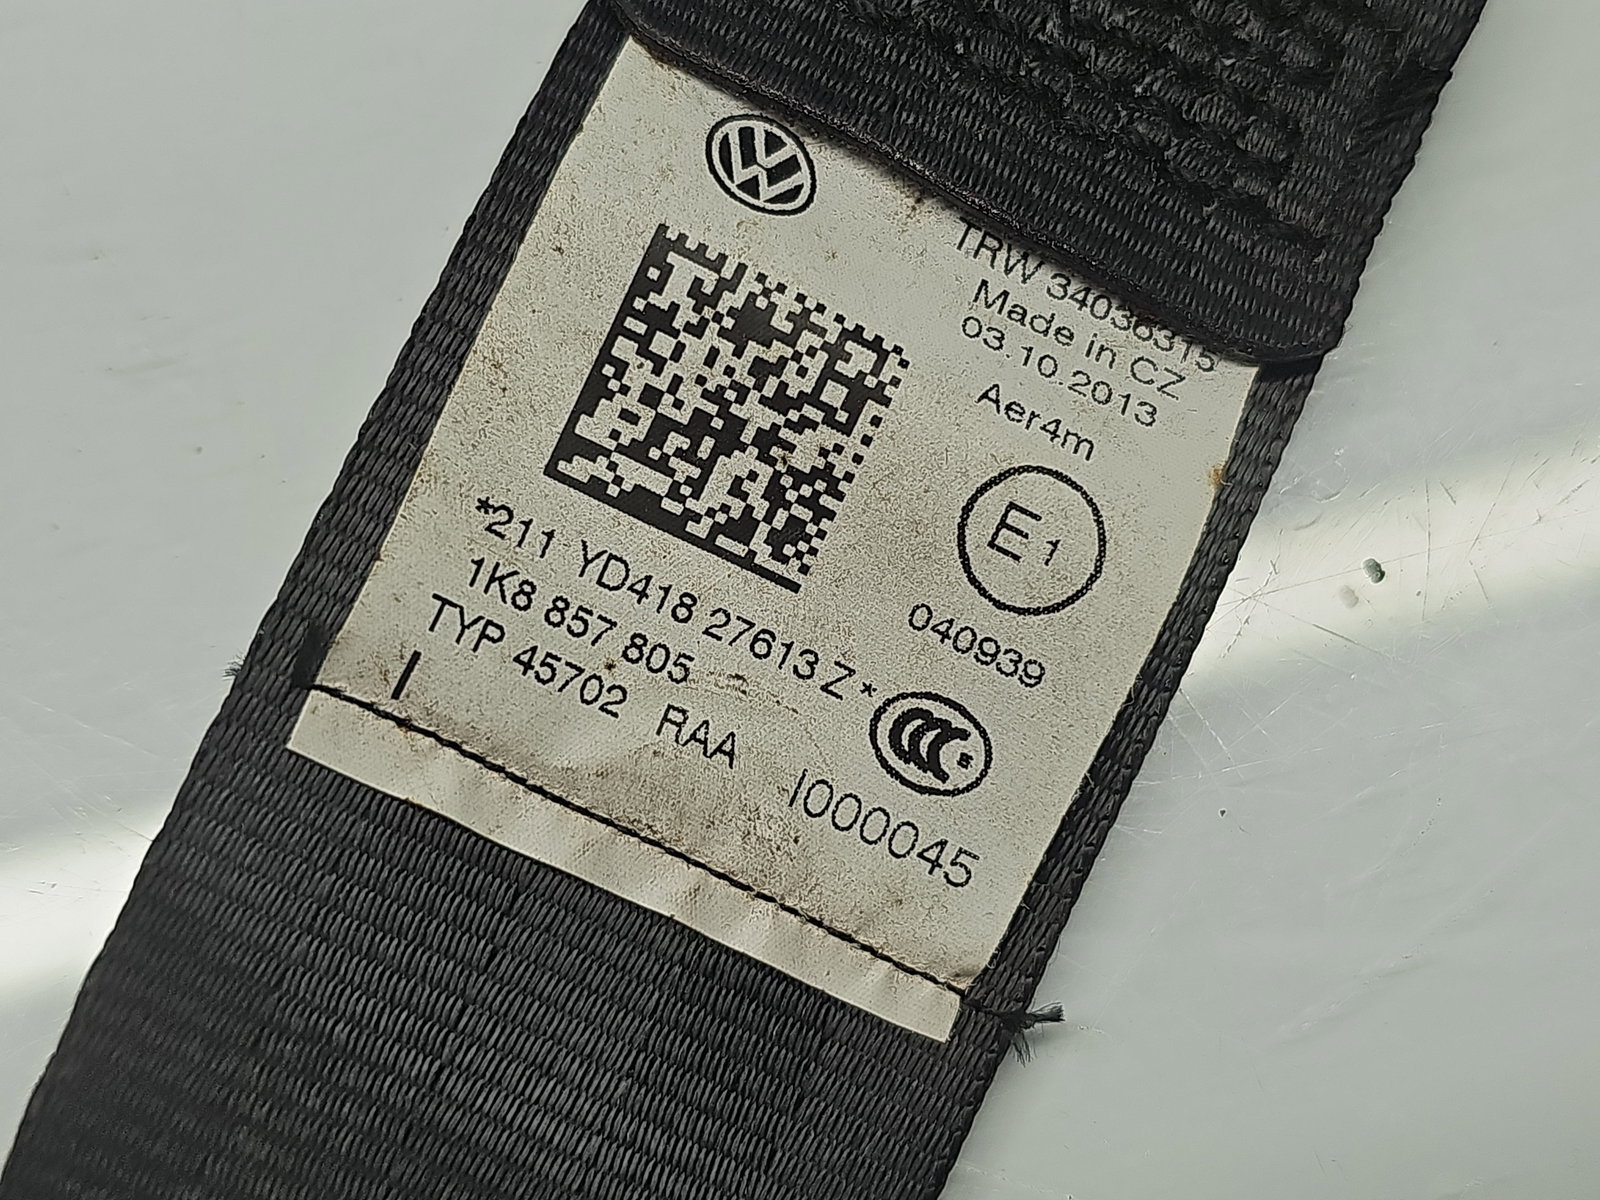 TRW 34036315
Made in CZ
03.10.2013
Aer4m
E1
040939
*211 YD418 27613 Z*
1K8 857 805
TYP 45702 RAA
I000045